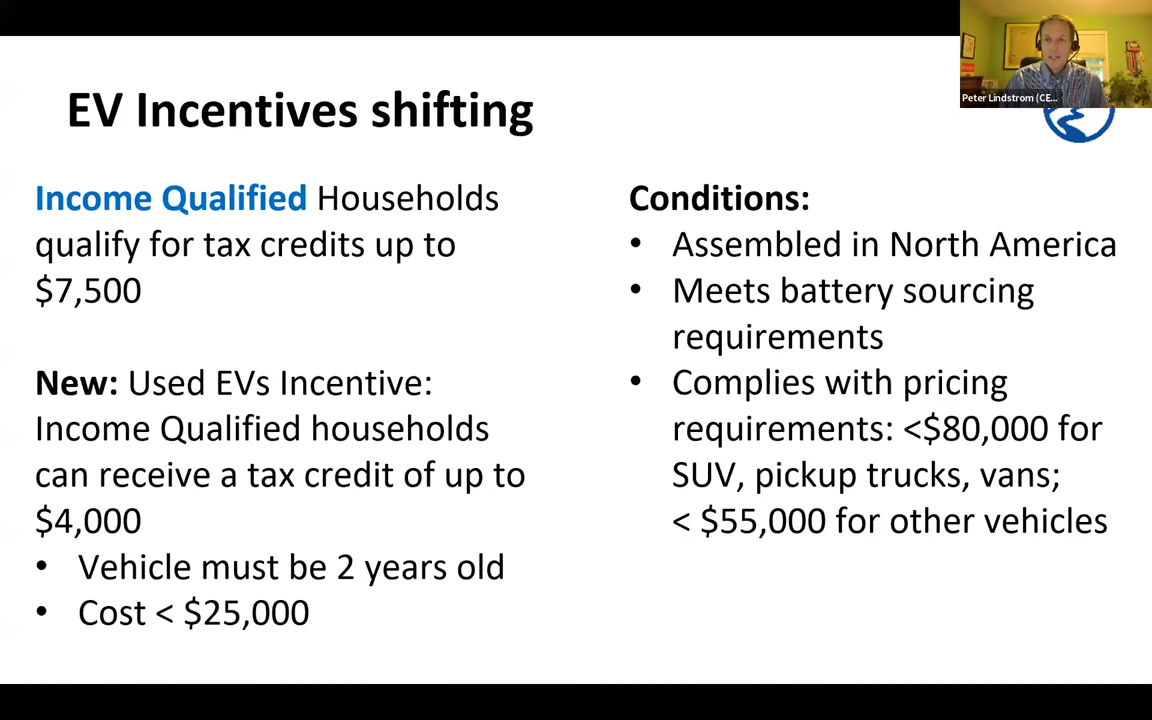 EV Incentives shifting
Income Qualified Households
qualify for tax credits up to
$7,500
New: Used EVs Incentive:
Income Qualified households
can receive a tax credit of up to
$4,000
• Vehicle must be 2 years old
• Cost < $25,000
Conditions:
• Assembled in North America
• Meets battery sourcing
requirements
• Complies with pricing
requirements: <$80,000 for
SUV, pickup trucks, vans;
< $55,000 for other vehicles
Peter Lindstrom (CE...